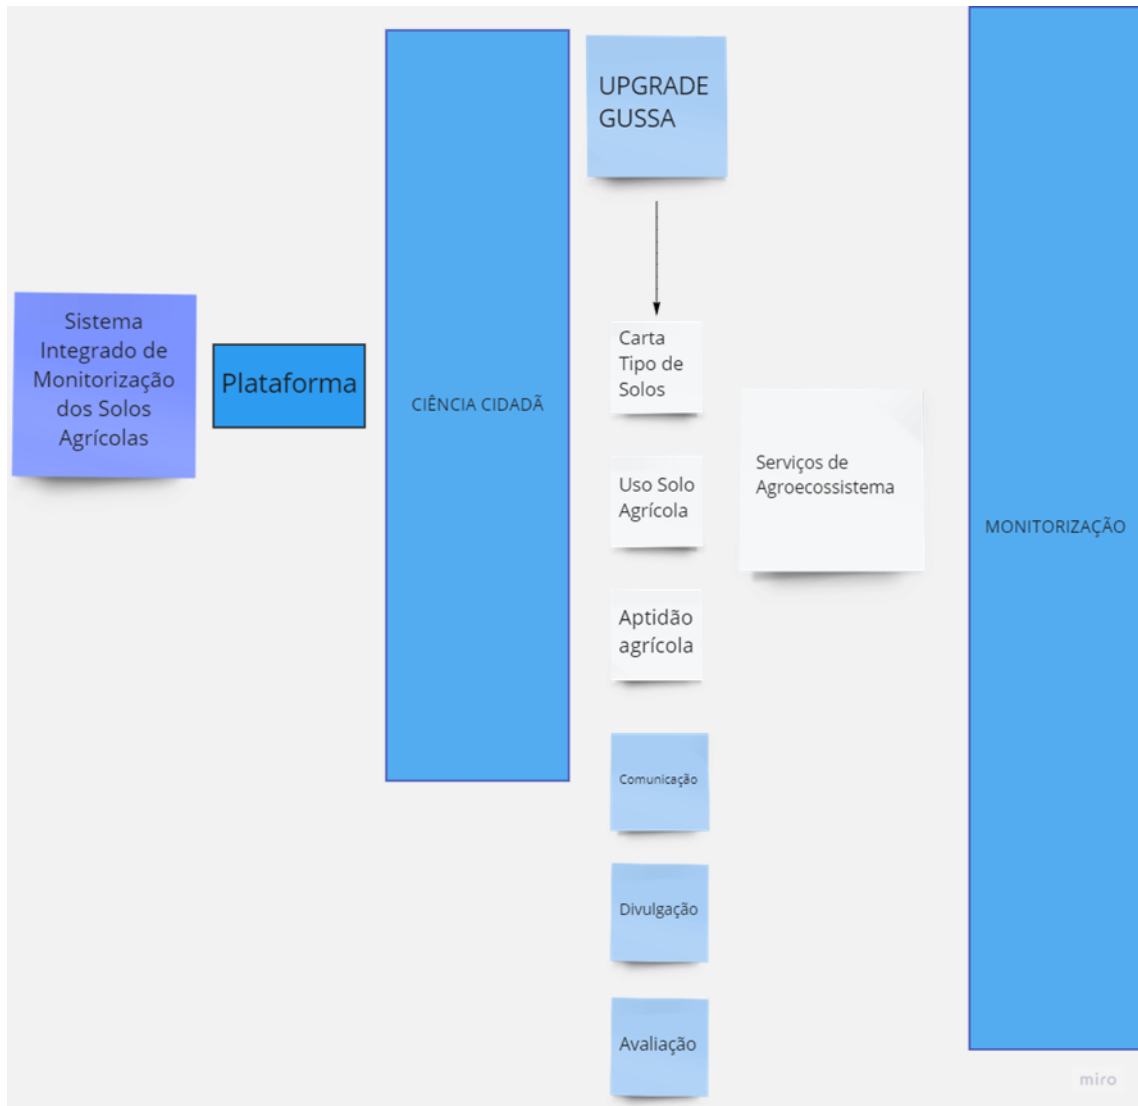 Sistema
Integrado de
Monitorização
dos Solos
Agrícolas
Plataforma
CIÊNCIA CIDADÃ
UPGRADE
GUSSA
Carta
Tipo de
Solos
Uso Solo
Agrícola
Aptidão
agrícola
Comunicação
Divulgação
Avaliação
Serviços de
Agroecossistema
MONITORIZAÇÃO
miro